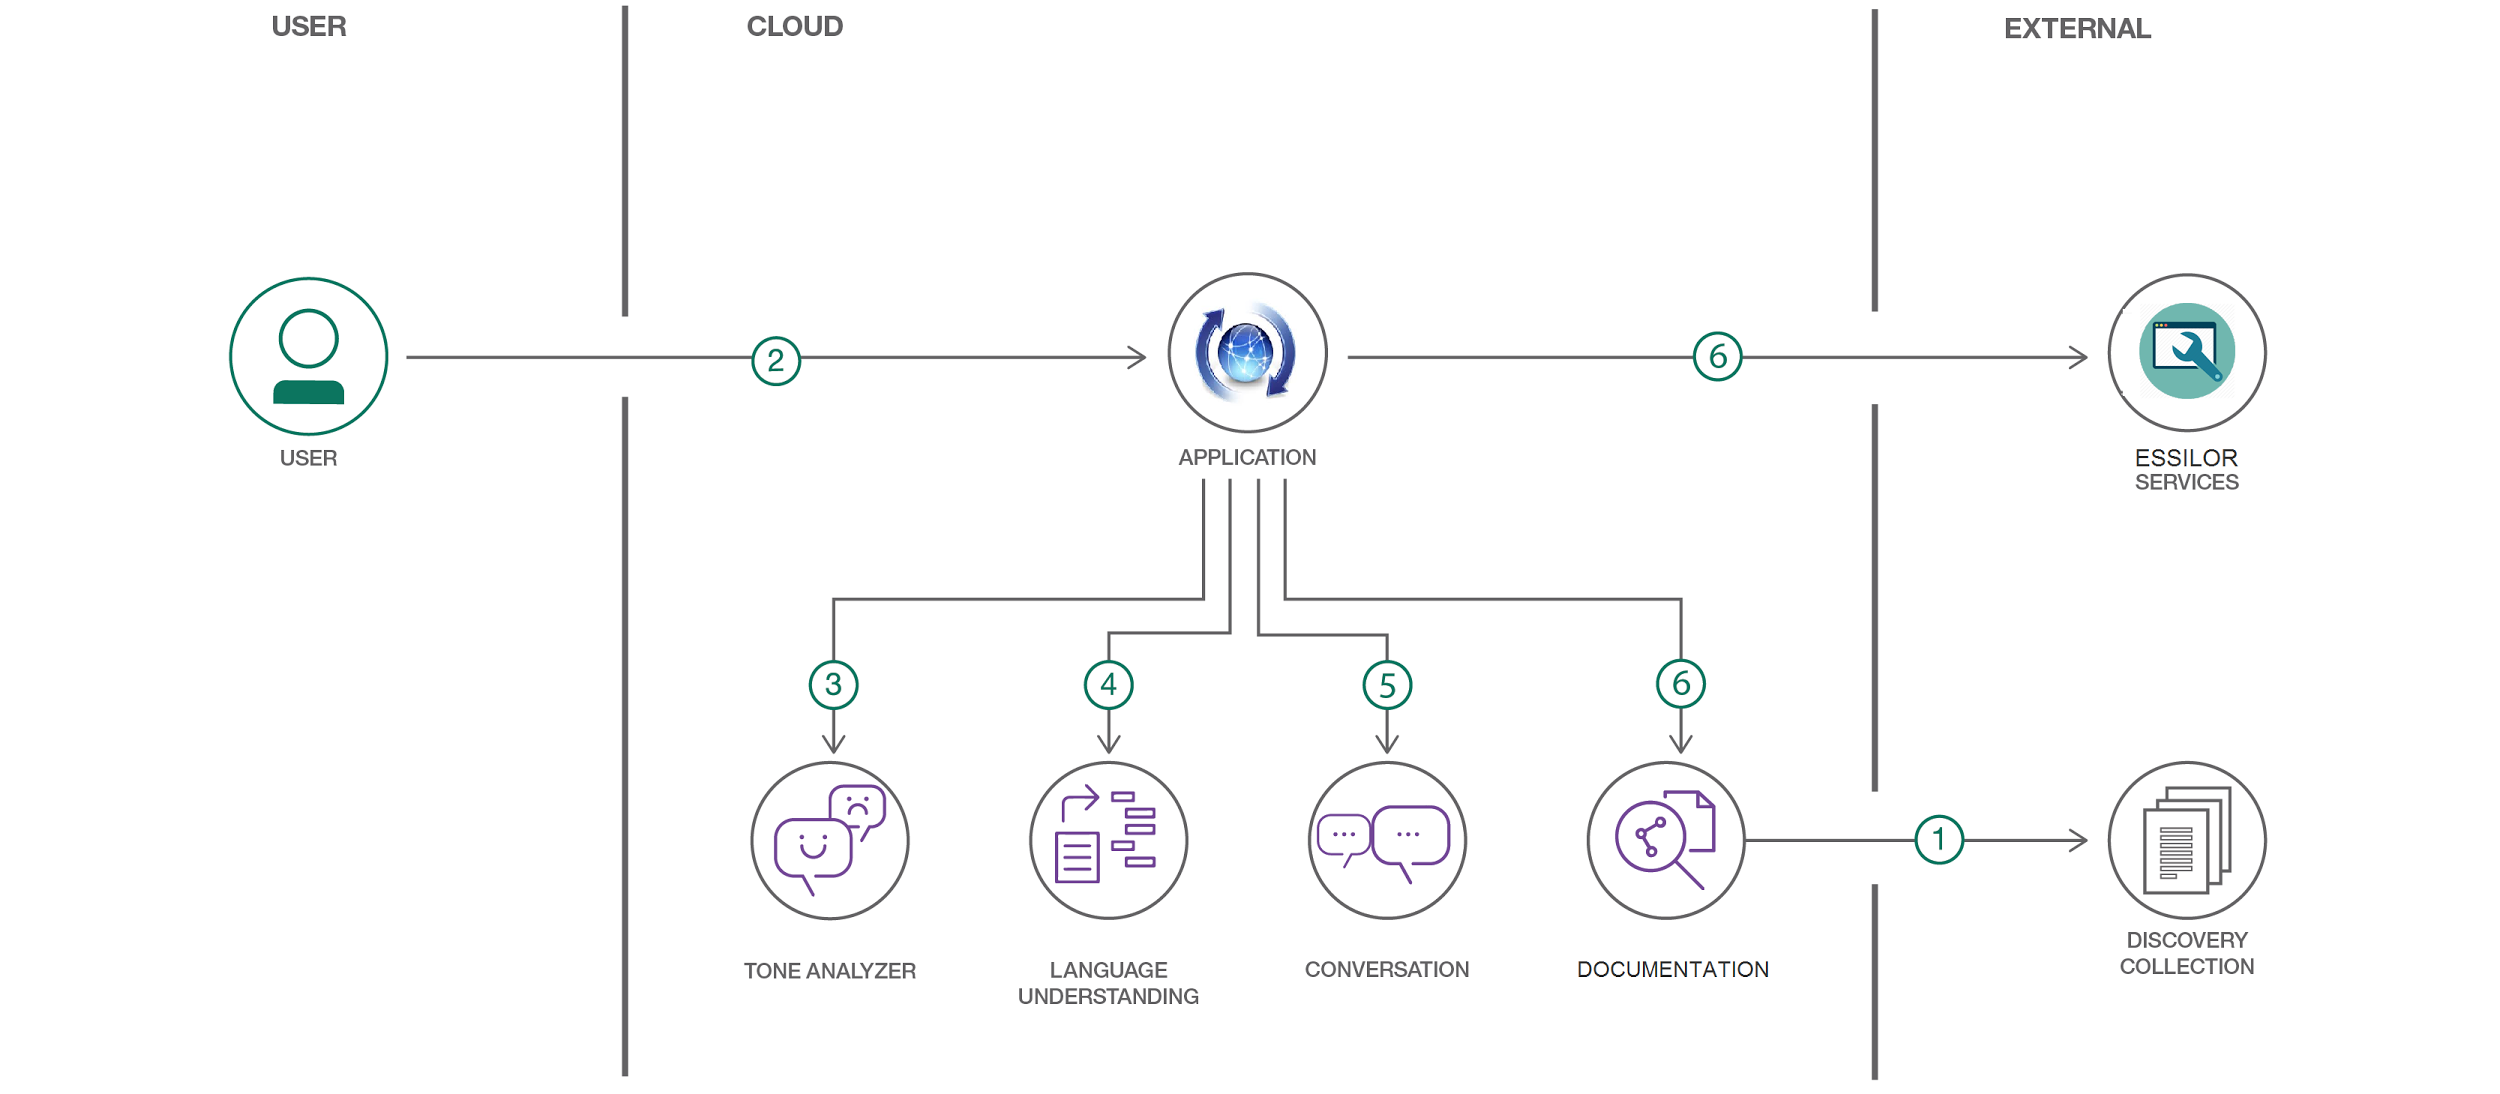 USER
CLOUD
EXTERNAL
2
6
USER
APPLICATION
ESSILOR
SERVICES
3
4
5
6
1
TONE ANALYZER
LANGUAGE
UNDERSTANDING
CONVERSATION
DOCUMENTATION
DISCOVERY
COLLECTION